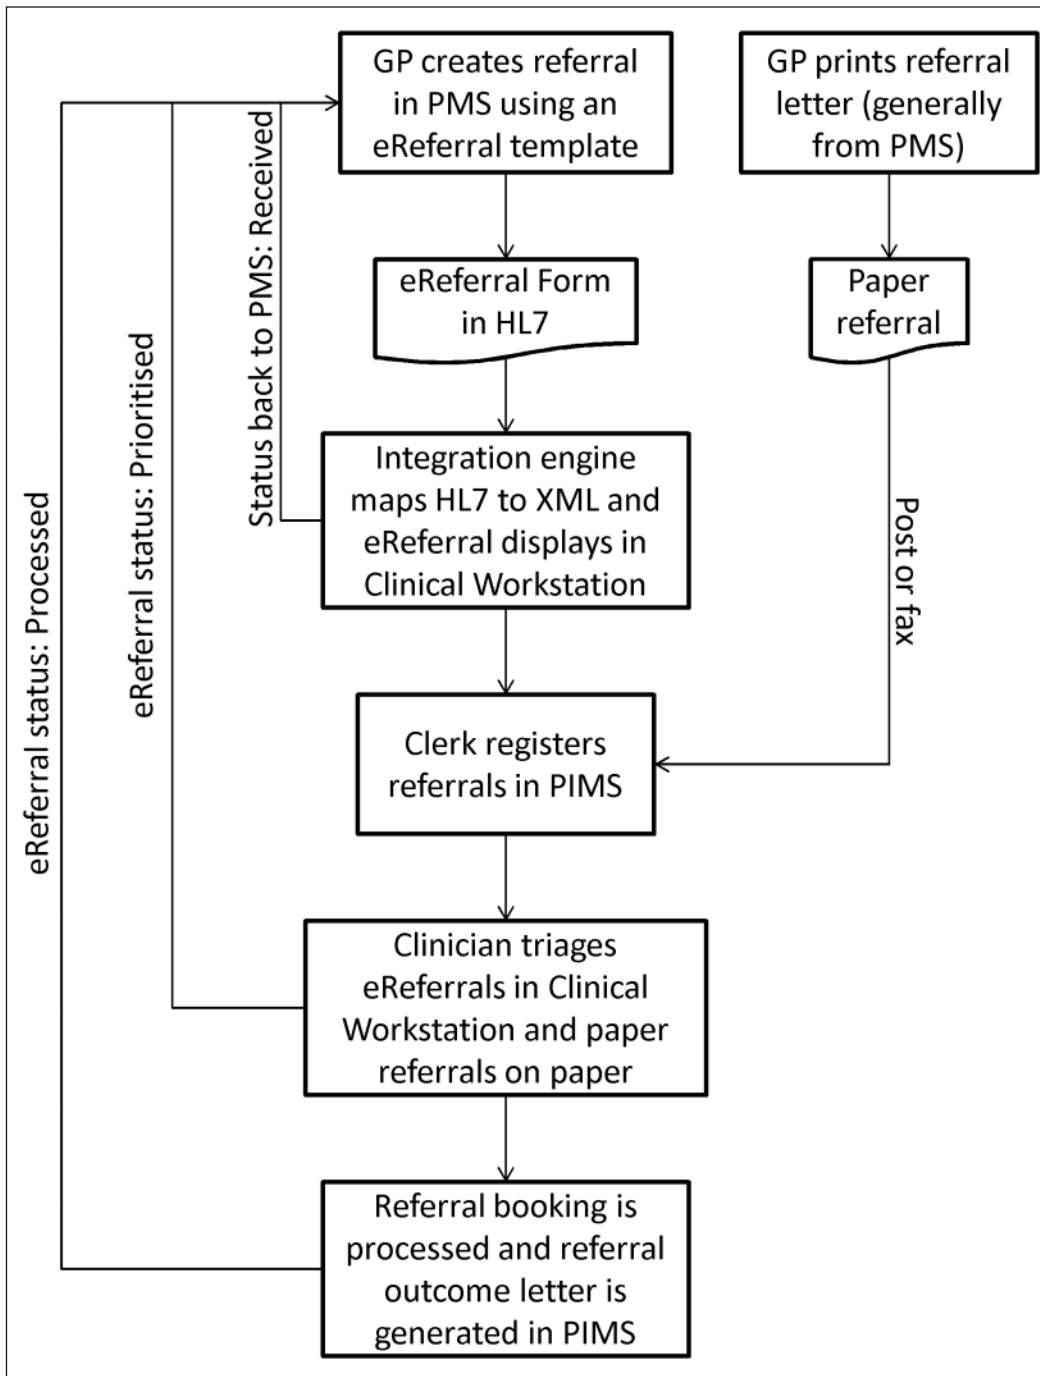 GP creates referral
in PMS using an
eReferral template
GP prints referral
letter (generally
from PMS)
eReferral Form
in HL7
Paper
referral
Status back to PMS: Received
eReferral status: Prioritised
eReferral status: Processed
Integration engine
maps HL7 to XML and
eReferral displays in
Clinical Workstation
Post or fax
Clerk registers
referrals in PIMS
Clinician triages
eReferrals in Clinical
Workstation and paper
referrals on paper
Referral booking is
processed and referral
outcome letter is
generated in PIMS